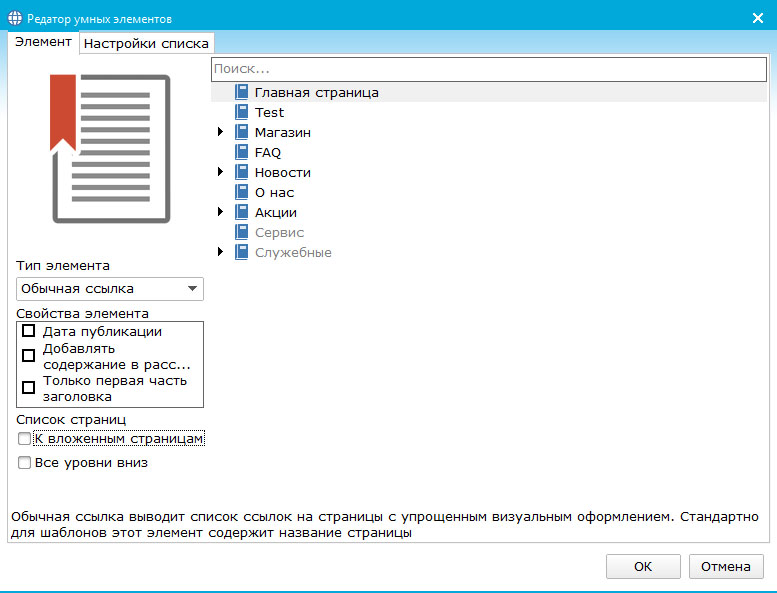 Редатор умных элементов
Элемент
Настройки списка
Поиск...
Главная страница
Test
Магазин
FAQ
Новости
О нас
Акции
Сервис
Служебные
Тип элемента
Обычная ссылка
Свойства элемента
Дата публикации
Добавлять
содержание в расс...
Только первая часть
заголовка
Список страниц
К вложенным страницам
Все уровни вниз
Обычная ссылка выводит список ссылок на страницы с упрощенным визуальным оформлением. Стандартно
для шаблонов этот элемент содержит название страницы
ОК
Отмена